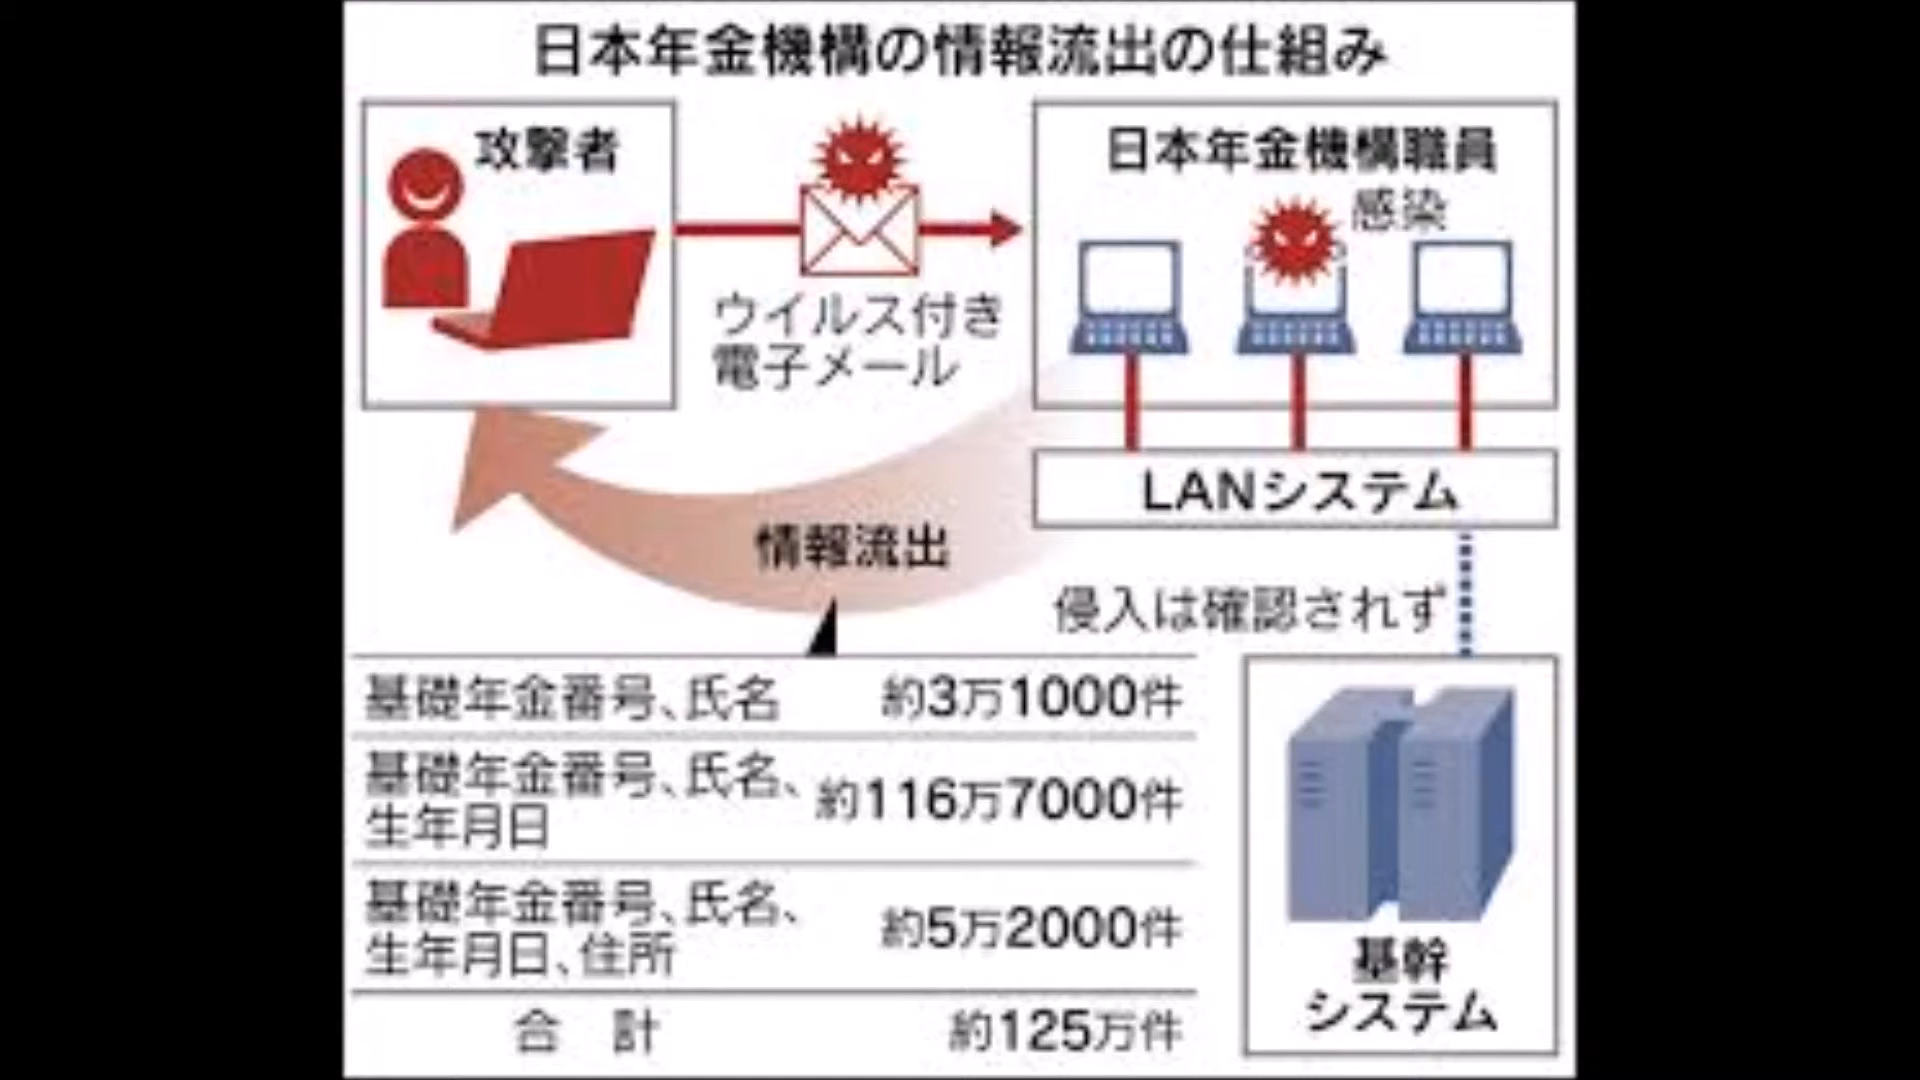 日本年金機構の情報流出の仕組み
攻撃者
ウイルス付き
電子メール
日本年金機構職員
感染
LANシステム
情報流出
侵入は確認されず
基礎年金番号、氏名 約3万1000件
基礎年金番号、氏名、
生年月日 約116万7000件
基礎年金番号、氏名、
生年月日、住所 約5万2000件
合計 約125万件
基幹
システム